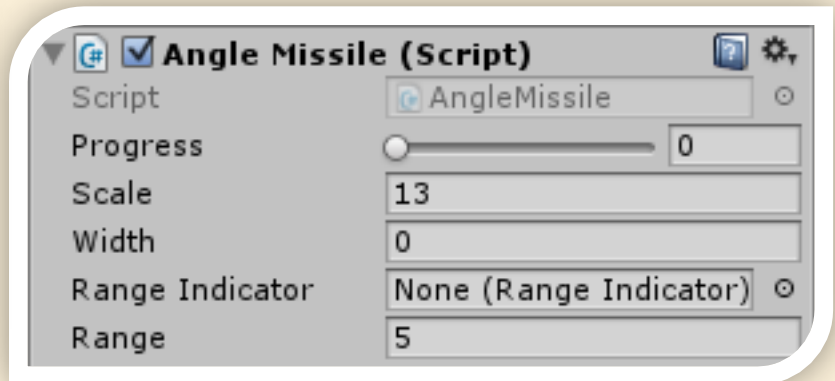 Angle Missile (Script)
Script AngleMissile
Progress 0
Scale 13
Width 0
Range Indicator None (Range Indicator)
Range 5